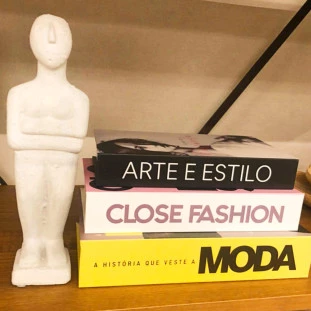 ARTE E ESTILO
CLOSE FASHION
A HISTÓRIA QUE VESTE A MODA